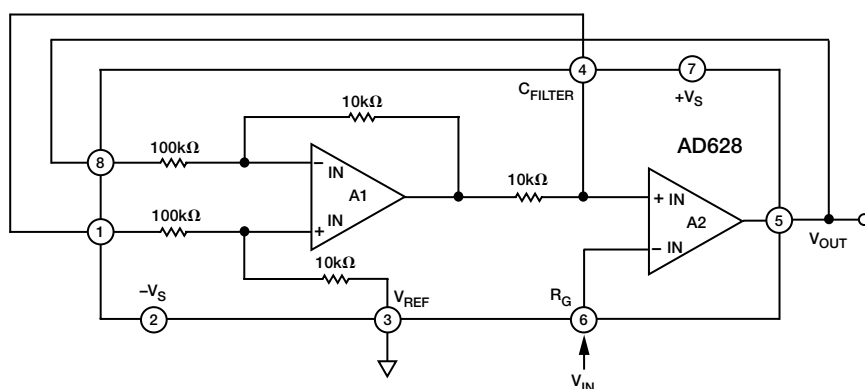 4
7
C_FILTER
+V_S
10kΩ
AD628
100kΩ
8
– IN
A1
10kΩ
+ IN
A2
5
V_OUT
100kΩ
1
+ IN
– IN
10kΩ
–V_S
V_REF
R_G
2
3
6
V_IN